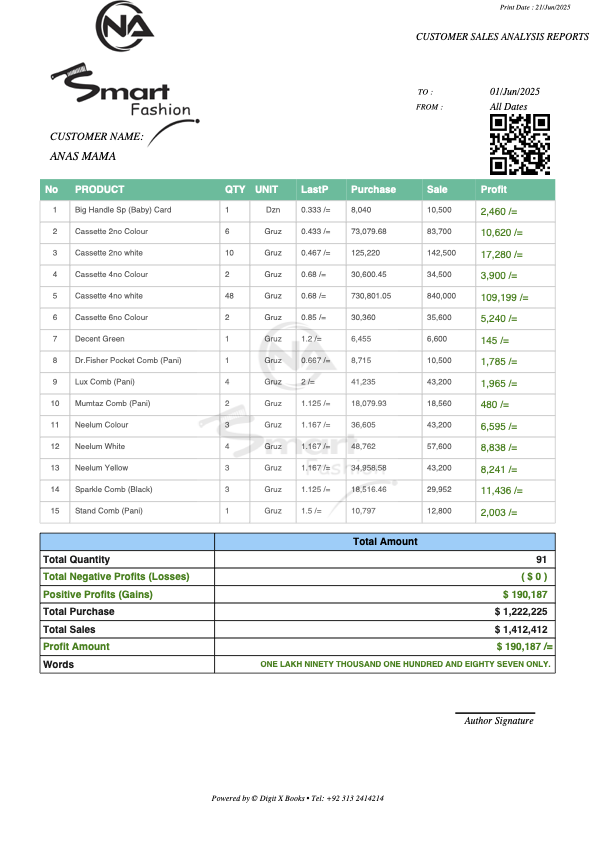 Print Date : 21/Jun/2025
NA
CUSTOMER SALES ANALYSIS REPORTS
Smart
Fashion
TO : 01/Jun/2025
FROM : All Dates
CUSTOMER NAME:
ANAS MAMA
No PRODUCT QTY UNIT LastP Purchase Sale Profit
1 Big Handle Sp (Baby) Card 1 Dzn 0.333 /= 8,040 10,500 2,460 /=
2 Cassette 2no Colour 6 Gruz 0.433 /= 73,079.68 83,700 10,620 /=
3 Cassette 2no white 10 Gruz 0.467 /= 125,220 142,500 17,280 /=
4 Cassette 4no Colour 2 Gruz 0.68 /= 30,600.45 34,500 3,900 /=
5 Cassette 4no white 48 Gruz 0.68 /= 730,801.05 840,000 109,199 /=
6 Cassette 6no Colour 2 Gruz 0.85 /= 30,360 35,600 5,240 /=
7 Decent Green 1 Gruz 1.2 /= 6,455 6,600 145 /=
8 Dr.Fisher Pocket Comb (Pani) 1 Gruz 0.667 /= 8,715 10,500 1,785 /=
9 Lux Comb (Pani) 4 Gruz 2 /= 41,235 43,200 1,965 /=
10 Mumtaz Comb (Pani) 2 Gruz 1.125 /= 18,079.93 18,560 480 /=
11 Neelum Colour 3 Gruz 1.167 /= 36,605 43,200 6,595 /=
12 Neelum White 4 Gruz 1.167 /= 48,762 57,600 8,838 /=
13 Neelum Yellow 3 Gruz 1.167 /= 34,958.58 43,200 8,241 /=
14 Sparkle Comb (Black) 3 Gruz 1.125 /= 18,516.46 29,952 11,436 /=
15 Stand Comb (Pani) 1 Gruz 1.5 /= 10,797 12,800 2,003 /=
NA
Smart
Fashion
Total Amount
Total Quantity 91
Total Negative Profits (Losses) ( $ 0 )
Positive Profits (Gains) $ 190,187
Total Purchase $ 1,222,225
Total Sales $ 1,412,412
Profit Amount $ 190,187 /=
Words ONE LAKH NINETY THOUSAND ONE HUNDRED AND EIGHTY SEVEN ONLY.
Author Signature
Powered by © Digit X Books • Tel: +92 313 2414214